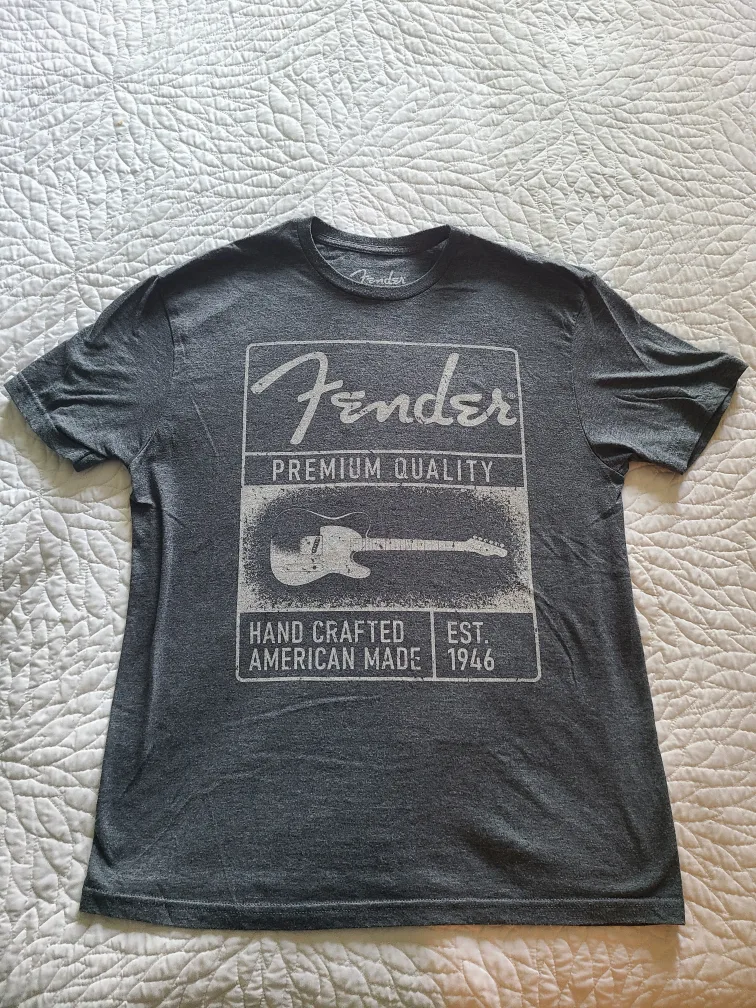 Fender
Fender
PREMIUM QUALITY
HAND CRAFTED
AMERICAN MADE
EST.
1946